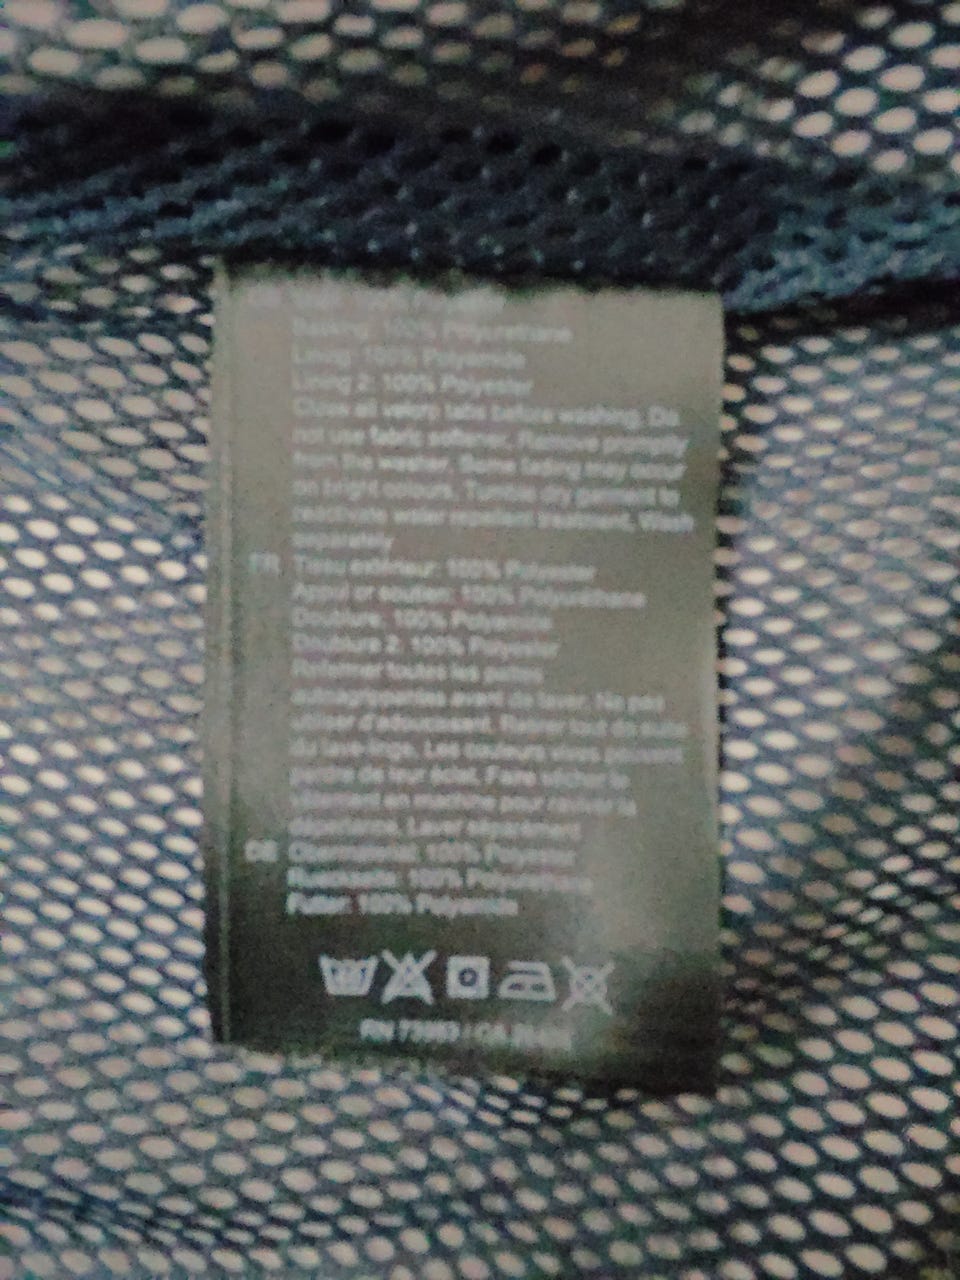 Backing: 100% Polyurethane
Lining: 100% Polyamide
Lining 2: 100% Polyester
Close all velcro tabs before washing. Do
not use fabric softener. Remove promptly
from the washer. Some fading may occur
on bright colours. Tumble dry garment to
reactivate water repellent treatment. Wash
separately
FR Tissu extérieur: 100% Polyester
Appui or soutien: 100% Polyuréthane
Doublure: 100% Polyamide
Doublure 2: 100% Polyester
Refermer toutes les pattes
autoagrippantes avant de laver. Ne pas
utiliser d'adoucissant. Retirer tout de suite
du lave-linge. Les couleurs vives peuvent
perdre de leur éclat. Faire sécher le
vêtement en machine pour raviver la
Laver séparément
DE Obermaterial: 100% Polyester
Rückseite: 100% Polyurethane
Futter: 100% Polyamide
RN / CA